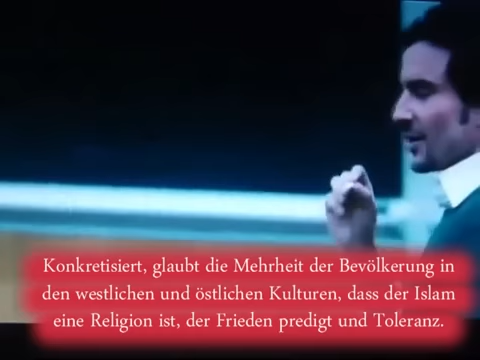 Konkretisiert, glaubt die Mehrheit der Bevölkerung in
den westlichen und östlichen Kulturen, dass der Islam
eine Religion ist, der Frieden predigt und Toleranz.